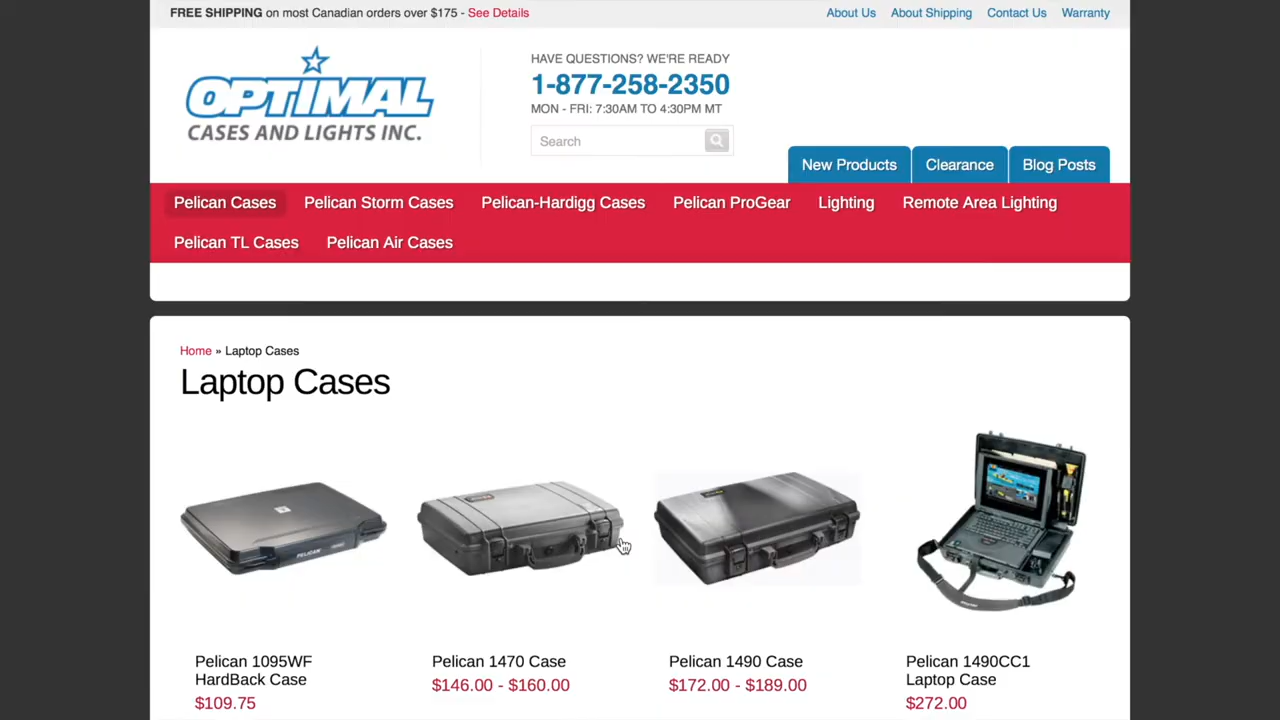 FREE SHIPPING on most Canadian orders over $175 - See Details
About Us About Shipping Contact Us Warranty
OPTIMAL
CASES AND LIGHTS INC.
HAVE QUESTIONS? WE'RE READY
1-877-258-2350
MON - FRI: 7:30AM TO 4:30PM MT
Search
New Products Clearance Blog Posts
Pelican Cases Pelican Storm Cases Pelican-Hardigg Cases Pelican ProGear Lighting Remote Area Lighting
Pelican TL Cases Pelican Air Cases
Home » Laptop Cases
Laptop Cases
PELICAN
Pelican 1095WF
HardBack Case
$109.75
Pelican 1470 Case
$146.00 - $160.00
Pelican 1490 Case
$172.00 - $189.00
Pelican 1490CC1
Laptop Case
$272.00